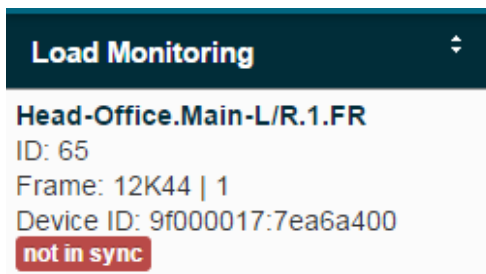 Load Monitoring
Head-Office.Main-L/R.1.FR
ID: 65
Frame: 12K44 | 1
Device ID: 9f000017:7ea6a400
not in sync